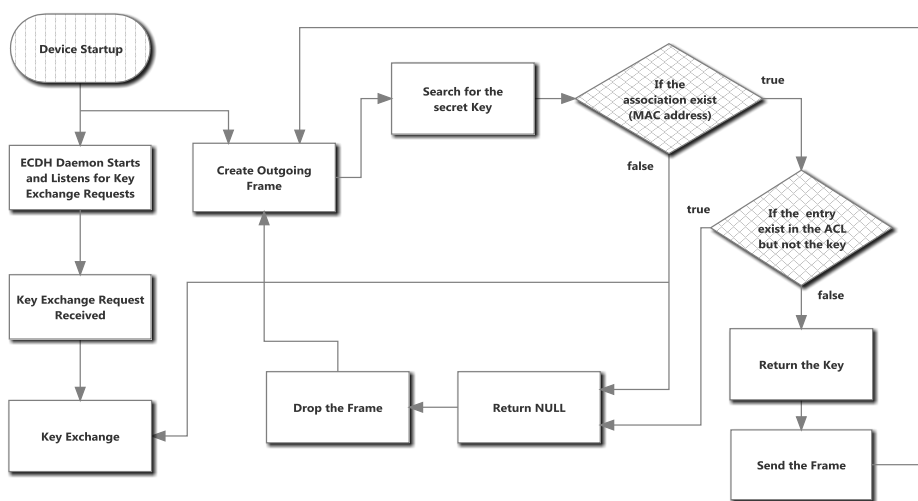 Device Startup
ECDH Daemon Starts
and Listens for Key
Exchange Requests
Key Exchange Request
Received
Key Exchange
Create Outgoing
Frame
Search for the
secret Key
If the
association exist
(MAC address)
true
false
If the entry
exist in the ACL
but not the key
true
false
Return the Key
Send the Frame
Return NULL
Drop the Frame